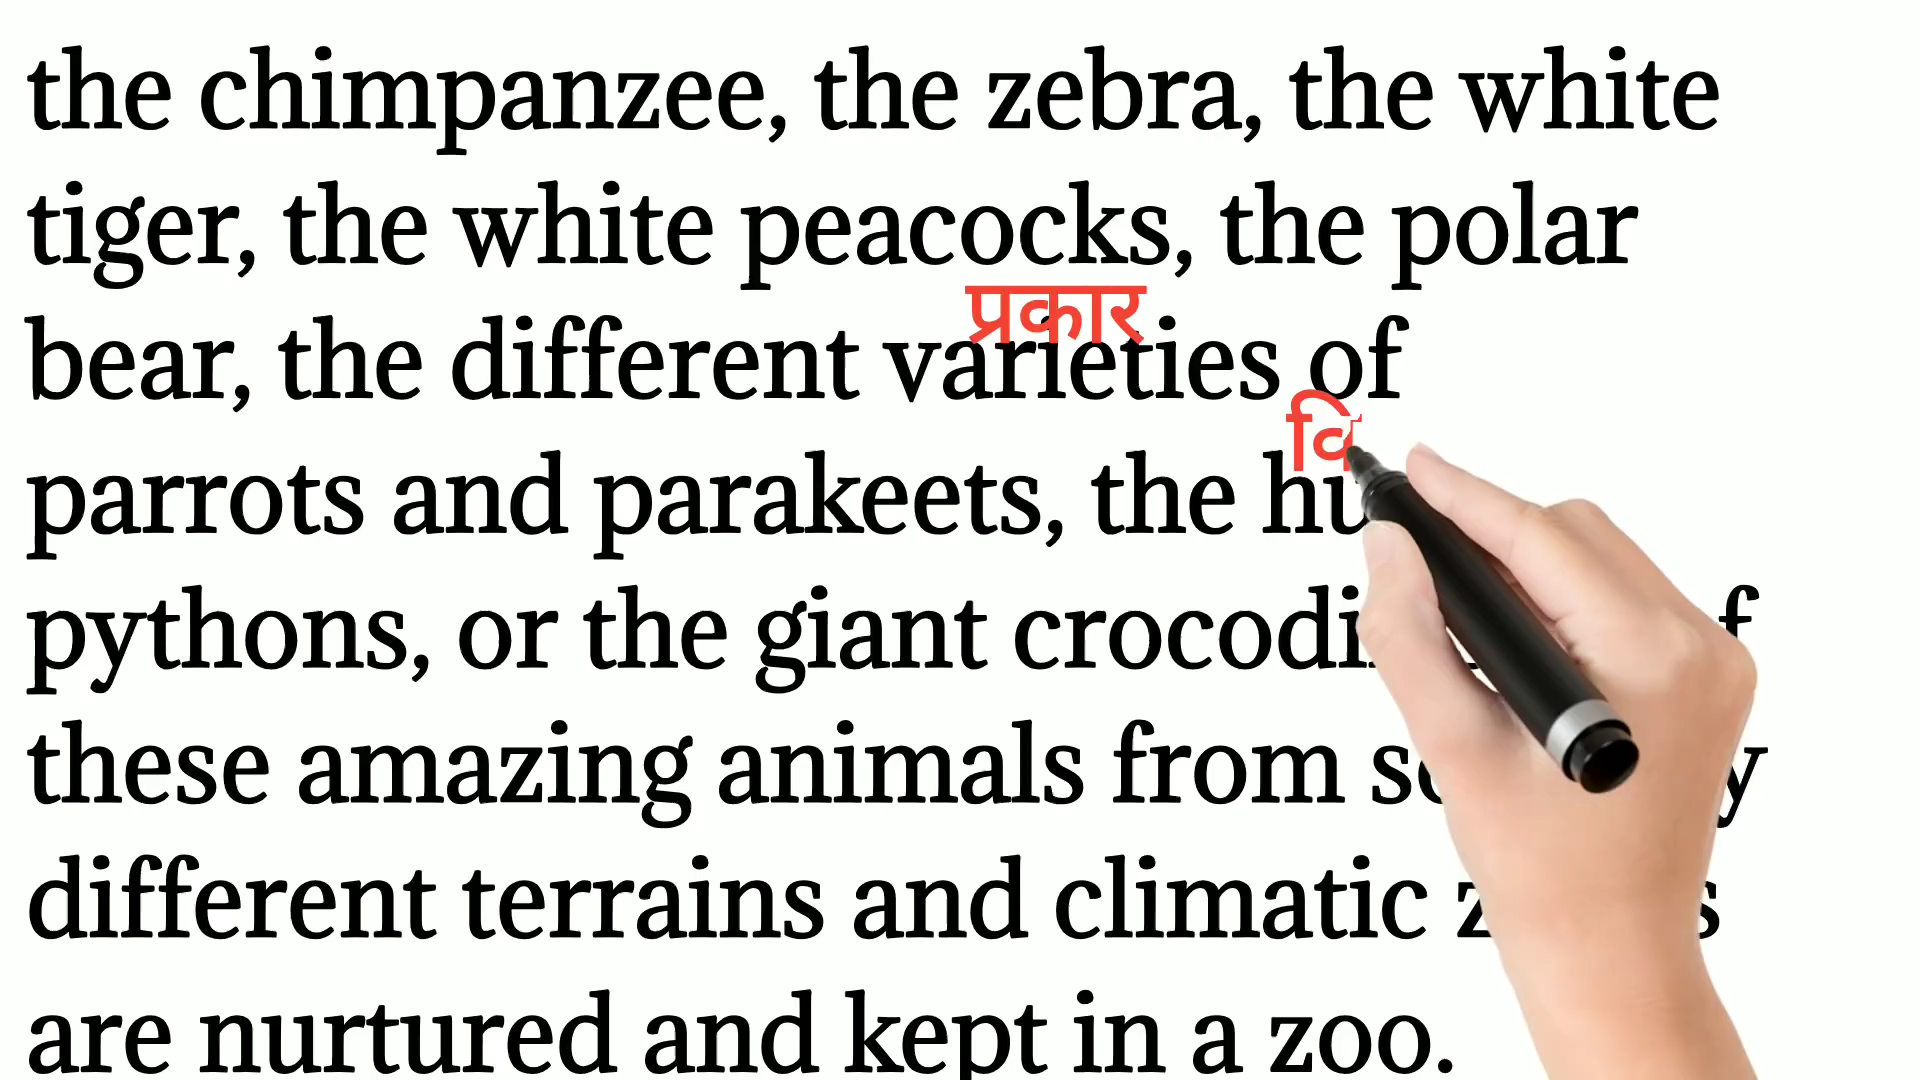 the chimpanzee, the zebra, the white
tiger, the white peacocks, the polar
प्रकार
bear, the different varieties of
parrots and parakeets, the
pythons, or the giant
these amazing animals from
different terrains and climatic
are nurtured and kept in a zoo.